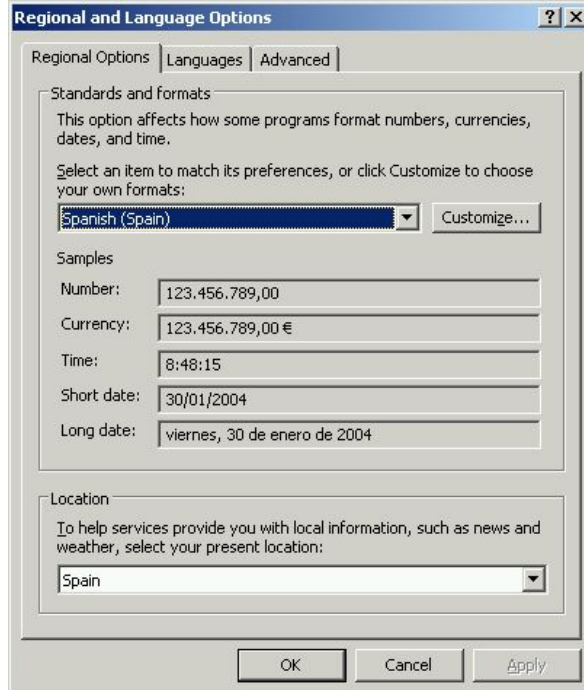 Regional and Language Options
Regional Options Languages Advanced
Standards and formats
This option affects how some programs format numbers, currencies,
dates, and time.
Select an item to match its preferences, or click Customize to choose
your own formats:
Spanish (Spain) Customize...
Samples
Number: 123.456.789,00
Currency: 123.456.789,00 €
Time: 8:48:15
Short date: 30/01/2004
Long date: viernes, 30 de enero de 2004
Location
To help services provide you with local information, such as news and
weather, select your present location:
Spain
OK Cancel Apply